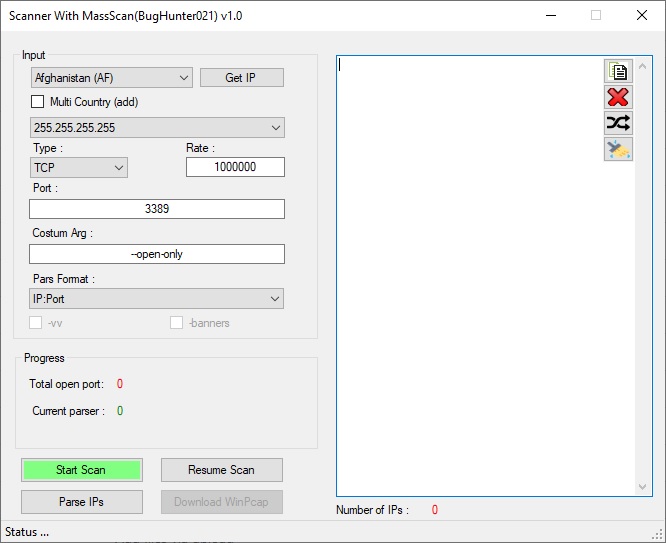 Scanner With MassScan(BugHunter021) v1.0
Input
Afghanistan (AF)
Get IP
Multi Country (add)
255.255.255.255
Type :
Rate :
TCP
1000000
Port :
3389
Costum Arg :
--open-only
Pars Format :
IP:Port
-vv
-banners
Progress
Total open port: 0
Current parser : 0
Start Scan
Resume Scan
Parse IPs
Download WinPcap
Number of IPs : 0
Status ...